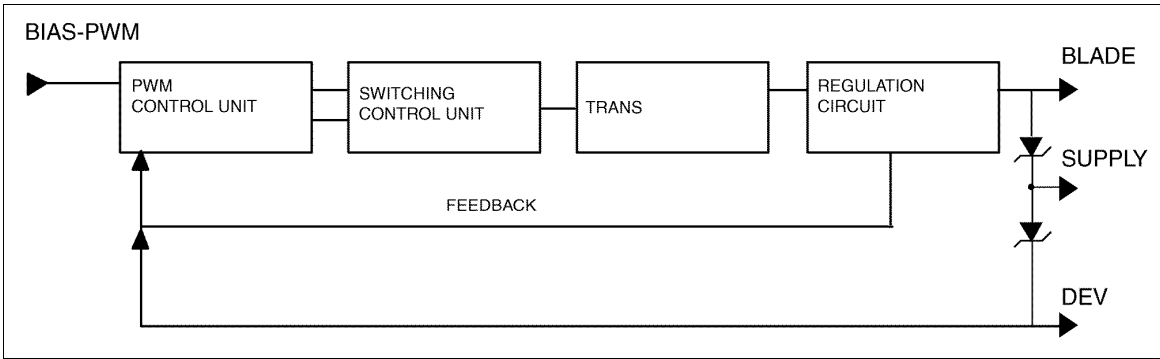 BIAS-PWM
PWM
CONTROL UNIT
SWITCHING
CONTROL UNIT
TRANS
REGULATION
CIRCUIT
BLADE
SUPPLY
FEEDBACK
DEV